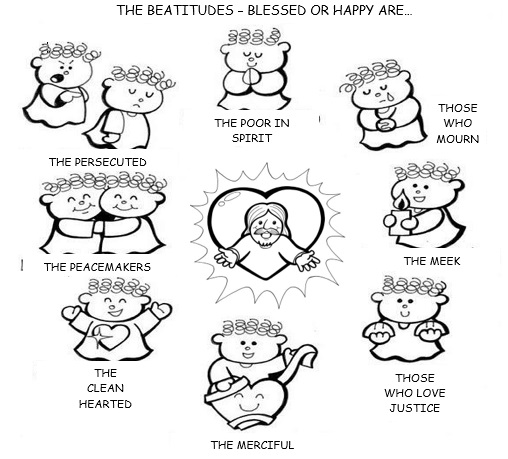 THE BEATITUDES – BLESSED OR HAPPY ARE...
THE POOR IN
SPIRIT
THOSE
WHO
MOURN
THE PERSECUTED
THE PEACEMAKERS
THE MEEK
THE
CLEAN
HEARTED
THOSE
WHO LOVE
JUSTICE
THE MERCIFUL